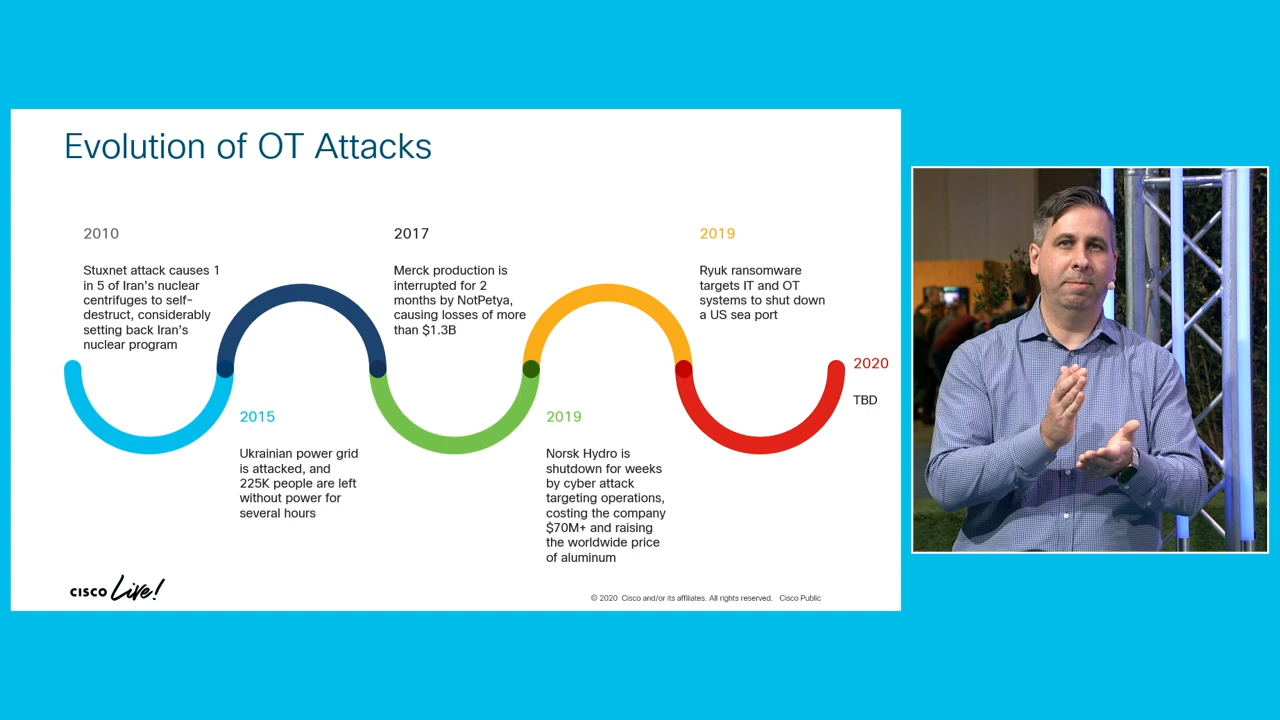 Evolution of OT Attacks
2010
Stuxnet attack causes 1
in 5 of Iran's nuclear
centrifuges to self-
destruct, considerably
setting back Iran's
nuclear program
2015
Ukrainian power grid
is attacked, and
225K people are left
without power for
several hours
2017
Merck production is
interrupted for 2
months by NotPetya,
causing losses of more
than $1.3B
2019
Norsk Hydro is
shutdown for weeks
by cyber attack
targeting operations,
costing the company
$70M+ and raising
the worldwide price
of aluminum
2019
Ryuk ransomware
targets IT and OT
systems to shut down
a US sea port
2020
TBD
CISCO Live!
© 2020 Cisco and/or its affiliates. All rights reserved. Cisco Public